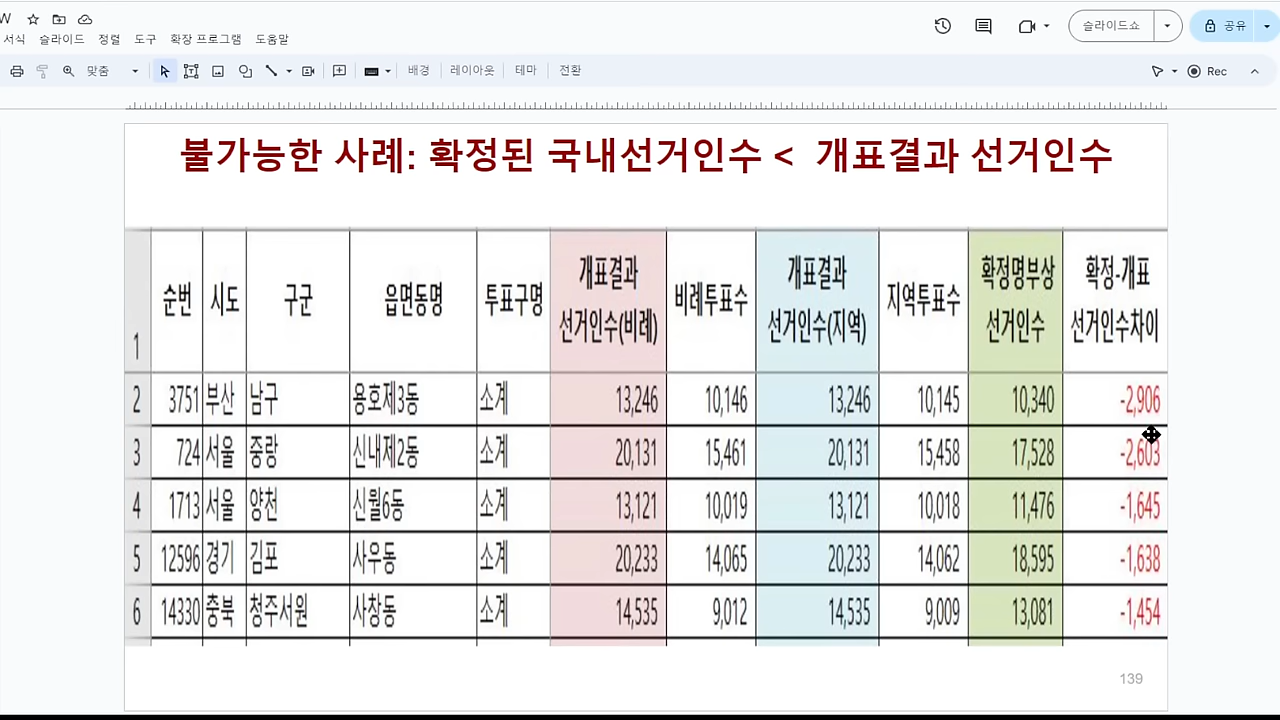 W
서식 슬라이드 정렬 도구 확장 프로그램 도움말
슬라이드쇼 공유
맞춤 배경 레이아웃 테마 전환 Rec
불가능한 사례: 확정된 국내선거인수 < 개표결과 선거인수
1 순번 시도 구군 읍면동명 투표구명 개표결과 선거인수(비례) 비례투표수 개표결과 선거인수(지역) 지역투표수 확정명부상 선거인수 확정-개표 선거인수차이
2 3751 부산 남구 용호제3동 소계 13,246 10,146 13,246 10,145 10,340 -2,906
3 724 서울 중랑 신내제2동 소계 20,131 15,461 20,131 15,458 17,528 -2,603
4 1713 서울 양천 신월6동 소계 13,121 10,019 13,121 10,018 11,476 -1,645
5 12596 경기 김포 사우동 소계 20,233 14,065 20,233 14,062 18,595 -1,638
6 14330 충북 청주서원 사창동 소계 14,535 9,012 14,535 9,009 13,081 -1,454
139